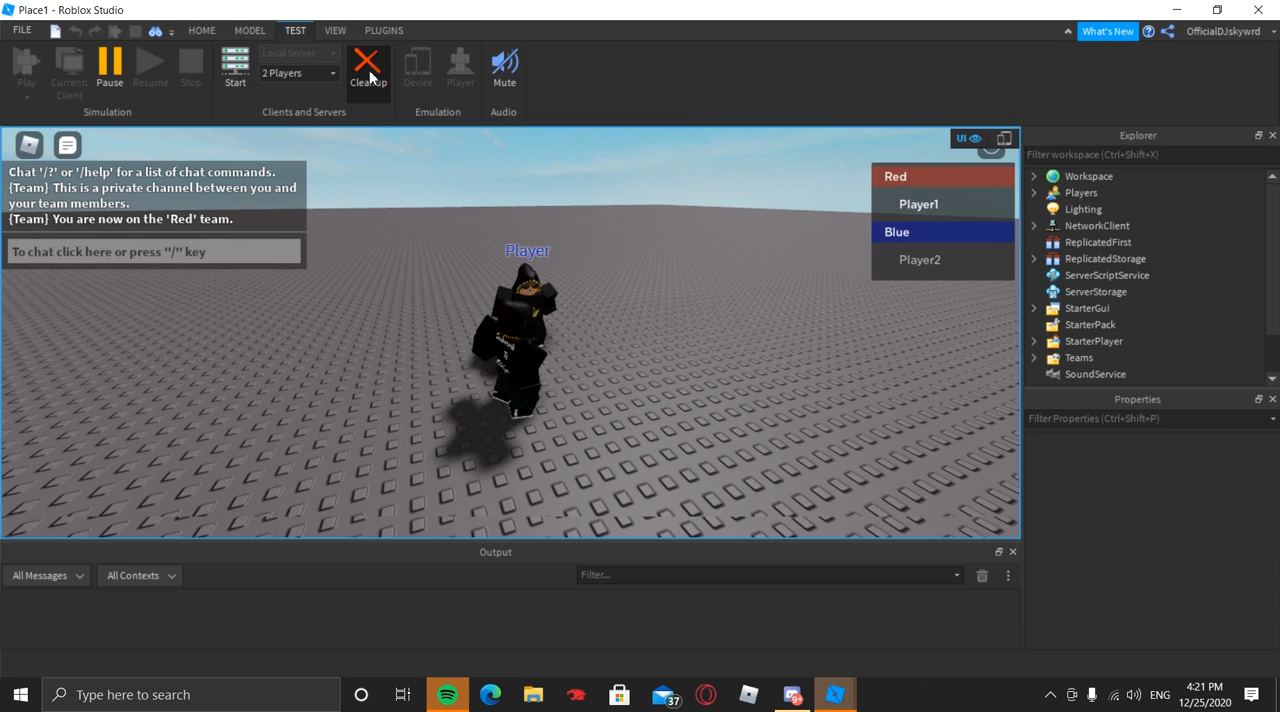 Place1 - Roblox Studio
FILE
HOME
MODEL
TEST
VIEW
PLUGINS
What's New
OfficialDJskywrd
Play
Current:
Client
Pause
Resume
Stop
Simulation
Start
Local Server
2 Players
Cleanup
Clients and Servers
Device
Player
Emulation
Mute
Audio
Chat '/?' or '/help' for a list of chat commands.
{Team} This is a private channel between you and
your team members.
{Team} You are now on the 'Red' team.
To chat click here or press "/" key
Player
UI
Red
Player1
Blue
Player2
Explorer
Filter workspace (Ctrl+Shift+X)
Workspace
Players
Lighting
NetworkClient
ReplicatedFirst
ReplicatedStorage
ServerScriptService
ServerStorage
StarterGui
StarterPack
StarterPlayer
Teams
SoundService
Properties
Filter Properties (Ctrl+Shift+P)
Output
All Messages
All Contexts
Filter...
Type here to search
37
9+
ENG
4:21 PM
12/25/2020